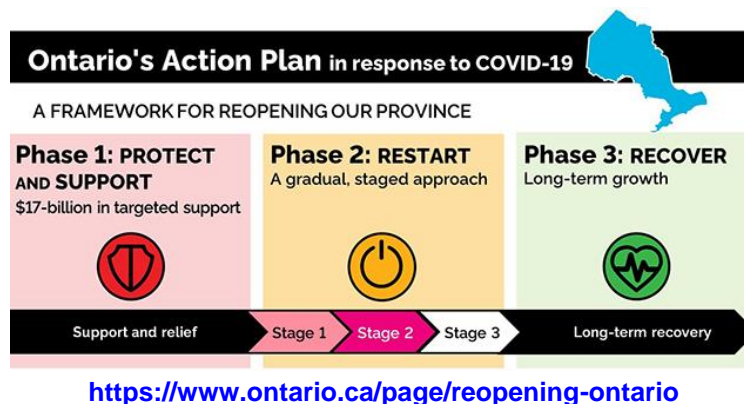 Ontario's Action Plan in response to COVID-19
A FRAMEWORK FOR REOPENING OUR PROVINCE
Phase 1: PROTECT
AND SUPPORT
$17-billion in targeted support
Phase 2: RESTART
A gradual, staged approach
Phase 3: RECOVER
Long-term growth
Support and relief
Stage 1
Stage 2
Stage 3
Long-term recovery
https://www.ontario.ca/page/reopening-ontario